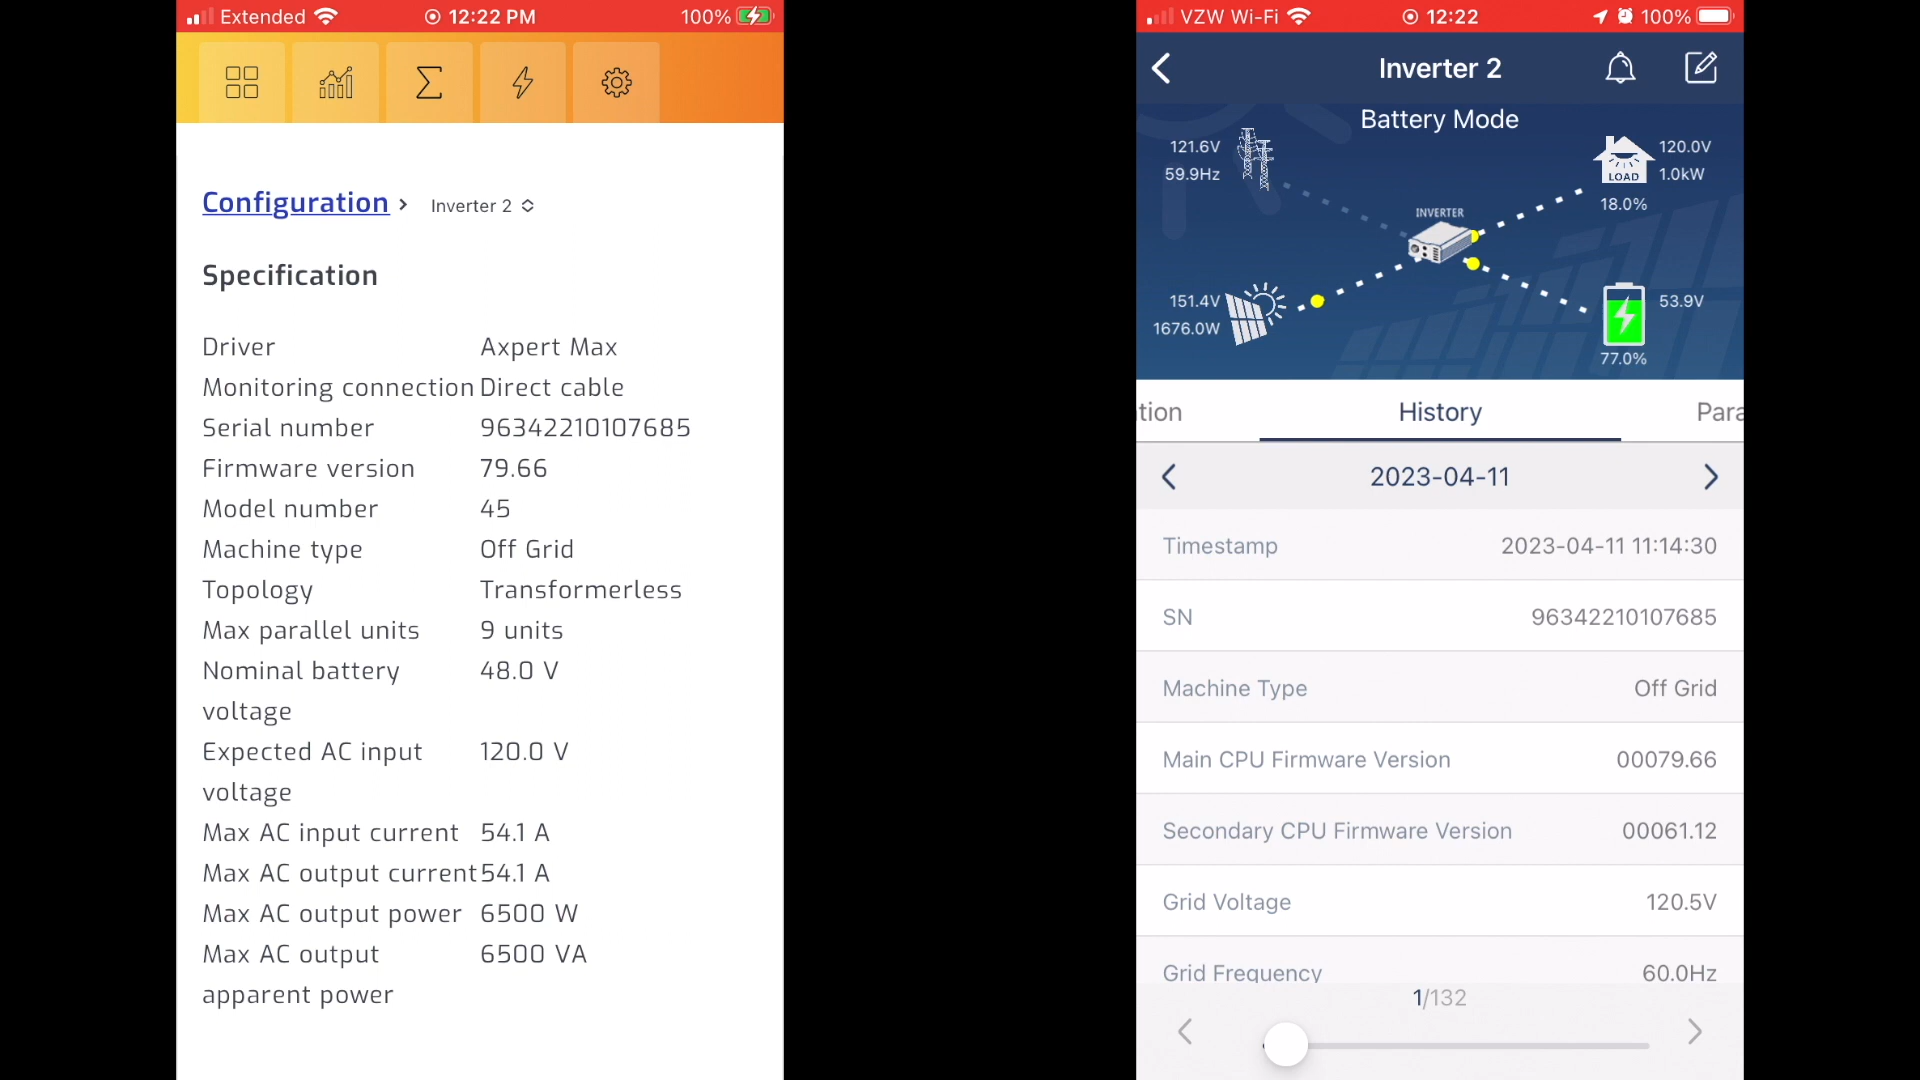 Extended 12:22 PM 100%
Configuration > Inverter 2
Specification
Driver Axpert Max
Monitoring connection Direct cable
Serial number 96342210107685
Firmware version 79.66
Model number 45
Machine type Off Grid
Topology Transformerless
Max parallel units 9 units
Nominal battery 48.0 V
voltage
Expected AC input 120.0 V
voltage
Max AC input current 54.1 A
Max AC output current 54.1 A
Max AC output power 6500 W
Max AC output 6500 VA
apparent power
VZW Wi-Fi 12:22 100%
Inverter 2
Battery Mode
121.6V
59.9Hz
LOAD
120.0V
1.0kW
18.0%
INVERTER
151.4V
1676.0W
53.9V
77.0%
tion History Para
2023-04-11
Timestamp 2023-04-11 11:14:30
SN 96342210107685
Machine Type Off Grid
Main CPU Firmware Version 00079.66
Secondary CPU Firmware Version 00061.12
Grid Voltage 120.5V
Grid Frequency 60.0Hz
1/132